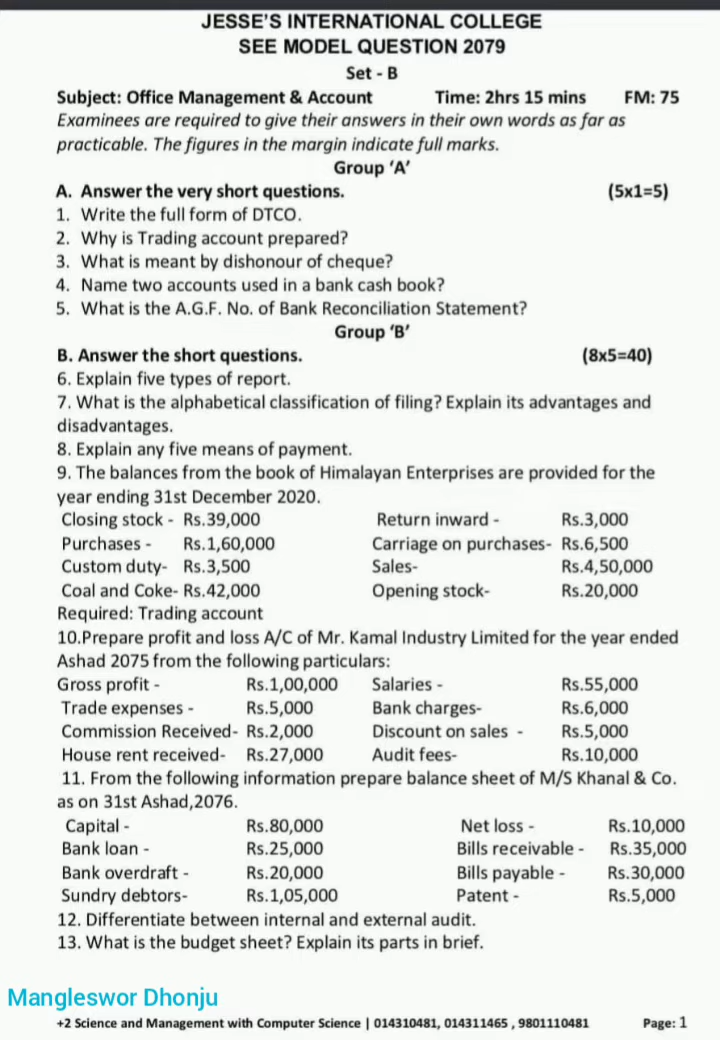 JESSE'S INTERNATIONAL COLLEGE
SEE MODEL QUESTION 2079
Set - B
Subject: Office Management & Account Time: 2hrs 15 mins FM: 75
Examinees are required to give their answers in their own words as far as
practicable. The figures in the margin indicate full marks.
Group 'A'
A. Answer the very short questions. (5x1=5)
1. Write the full form of DTCO.
2. Why is Trading account prepared?
3. What is meant by dishonour of cheque?
4. Name two accounts used in a bank cash book?
5. What is the A.G.F. No. of Bank Reconciliation Statement?
Group 'B'
B. Answer the short questions. (8x5=40)
6. Explain five types of report.
7. What is the alphabetical classification of filing? Explain its advantages and
disadvantages.
8. Explain any five means of payment.
9. The balances from the book of Himalayan Enterprises are provided for the
year ending 31st December 2020.
Closing stock - Rs.39,000 Return inward - Rs.3,000
Purchases - Rs.1,60,000 Carriage on purchases- Rs.6,500
Custom duty- Rs.3,500 Sales- Rs.4,50,000
Coal and Coke- Rs.42,000 Opening stock- Rs.20,000
Required: Trading account
10.Prepare profit and loss A/C of Mr. Kamal Industry Limited for the year ended
Ashad 2075 from the following particulars:
Gross profit - Rs.1,00,000 Salaries - Rs.55,000
Trade expenses - Rs.5,000 Bank charges- Rs.6,000
Commission Received- Rs.2,000 Discount on sales - Rs.5,000
House rent received- Rs.27,000 Audit fees- Rs.10,000
11. From the following information prepare balance sheet of M/S Khanal & Co.
as on 31st Ashad,2076.
Capital - Rs.80,000 Net loss - Rs.10,000
Bank loan - Rs.25,000 Bills receivable - Rs.35,000
Bank overdraft - Rs.20,000 Bills payable - Rs.30,000
Sundry debtors- Rs.1,05,000 Patent - Rs.5,000
12. Differentiate between internal and external audit.
13. What is the budget sheet? Explain its parts in brief.
Mangleswor Dhonju
+2 Science and Management with Computer Science | 014310481, 014311465 , 9801110481 Page: 1